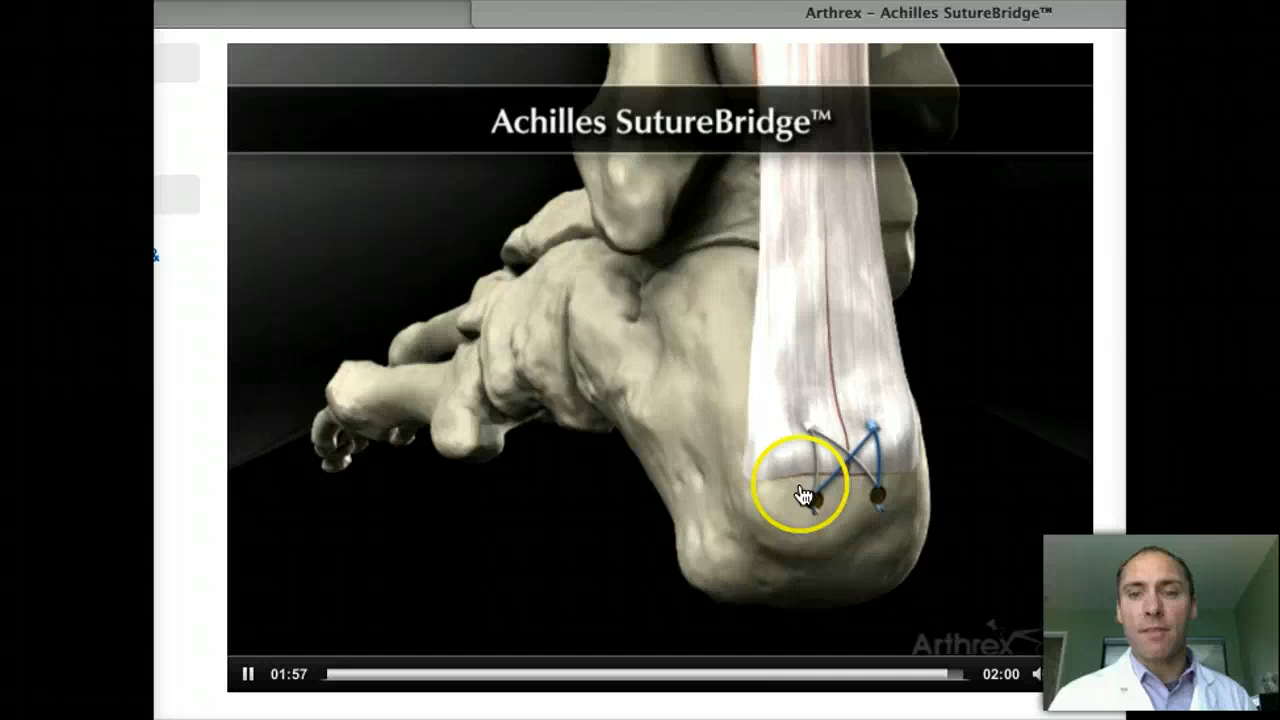 Arthrex – Achilles SutureBridge™
Achilles SutureBridge™
&
Arthrex
01:57
02:00